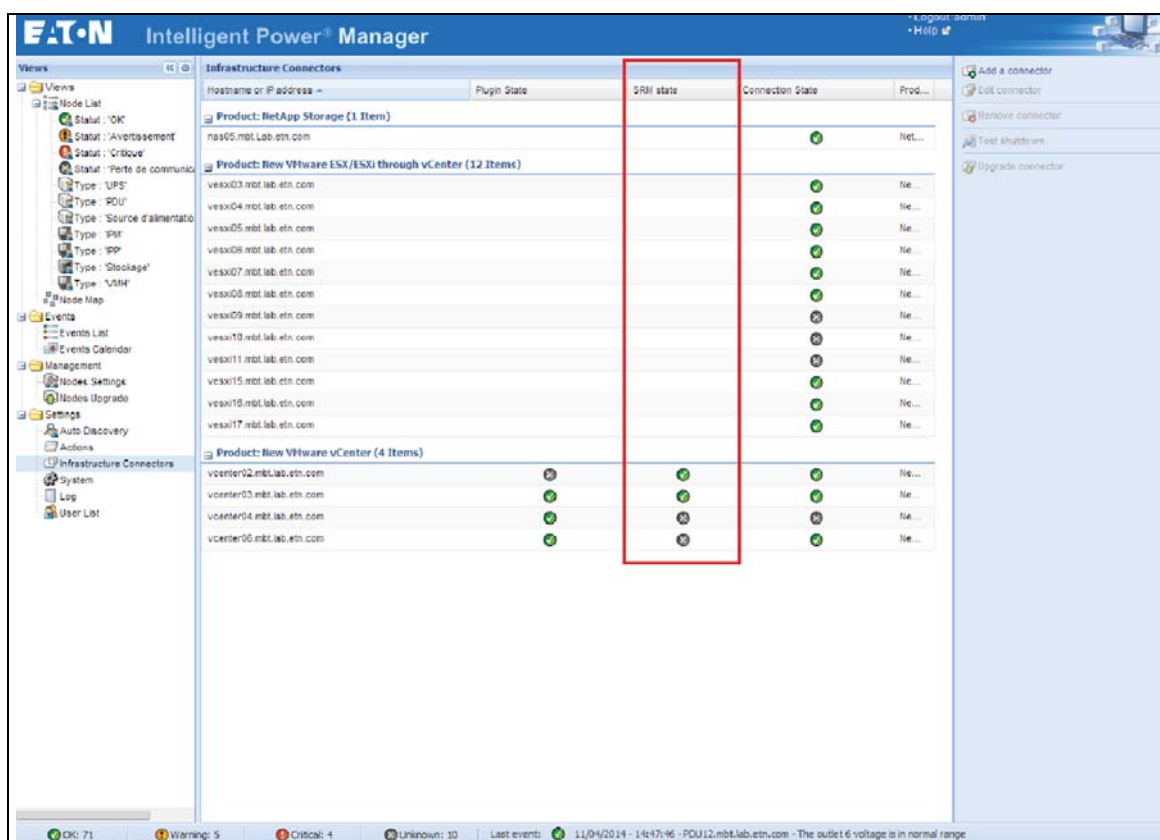 EATON Intelligent Power® Manager
Logout admin
Help
Views
Infrastructure Connectors
Hostname or IP address
Plugin State
SRM state
Connection State
Prod...
Views
Node List
Statut : 'OK'
Statut : 'Avertissement'
Statut : 'Critique'
Statut : 'Perte de communica
Type : 'UPS'
Type : 'PDU'
Type : 'Source d'alimentatio
Type : 'IPM'
Type : 'IPP'
Type : 'Stockage'
Type : 'VMH'
Node Map
Events
Events List
Events Calendar
Management
Nodes Settings
Nodes Upgrade
Settings
Auto Discovery
Actions
Infrastructure Connectors
System
Log
User List
Product: NetApp Storage (1 Item)
nas05.mbt.Lab.etn.com Net...
Product: New VMware ESX/ESXi through vCenter (12 Items)
vesxi03.mbt.lab.etn.com Ne...
vesxi04.mbt.lab.etn.com Ne...
vesxi05.mbt.lab.etn.com Ne...
vesxi06.mbt.lab.etn.com Ne...
vesxi07.mbt.lab.etn.com Ne...
vesxi08.mbt.lab.etn.com Ne...
vesxi09.mbt.lab.etn.com Ne...
vesxi10.mbt.lab.etn.com Ne...
vesxi11.mbt.lab.etn.com Ne...
vesxi15.mbt.lab.etn.com Ne...
vesxi16.mbt.lab.etn.com Ne...
vesxi17.mbt.lab.etn.com Ne...
Product: New VMware vCenter (4 Items)
vcenter02.mbt.lab.etn.com Ne...
vcenter03.mbt.lab.etn.com Ne...
vcenter04.mbt.lab.etn.com Ne...
vcenter06.mbt.lab.etn.com Ne...
Add a connector
Edit connector
Remove connector
Test shutdown
Upgrade connector
OK: 71
Warning: 5
Critical: 4
Unknown: 10
Last event: 11/04/2014 - 14:47:46 - PDU12.mbt.lab.etn.com - The outlet 6 voltage is in normal range